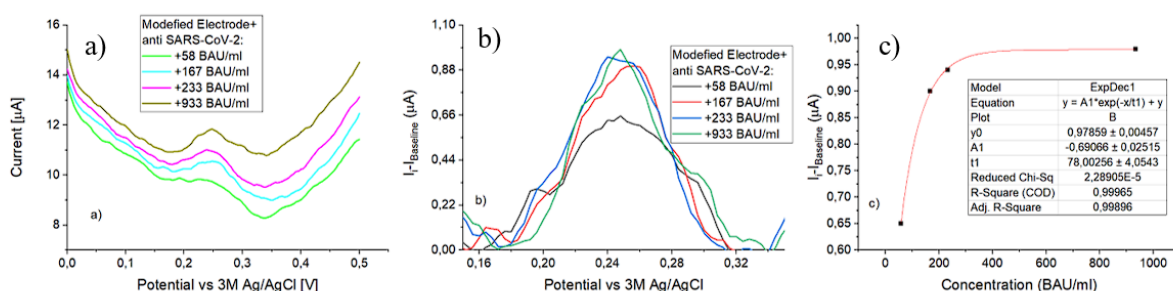 a)
Modefied Electrode+
anti SARS-CoV-2:
+58 BAU/ml
+167 BAU/ml
+233 BAU/ml
+933 BAU/ml
16
14
12
10
8
Current [µA]
a)
0,0
0,1
0,2
0,3
0,4
0,5
Potential vs 3M Ag/AgCl [V]
b)
Modefied Electrode+
anti SARS-CoV-2:
+58 BAU/ml
+167 BAU/ml
+233 BAU/ml
+933 BAU/ml
1,08
0,88
0,66
0,44
0,22
0,00
I_I-I_Baseline (µA)
b)
0,16
0,20
0,24
0,28
0,32
Potential vs 3M Ag/AgCl
c)
1,00
0,95
0,90
0,85
0,80
0,75
0,70
0,65
0,60
I_I-I_Baseline (µA)
Model ExpDec1
Equation y = A1*exp(-x/t1) + y
Plot B
y0 0,97859 ± 0,00457
A1 -0,69066 ± 0,02515
t1 78,00256 ± 4,0543
Reduced Chi-Sq 2,28905E-5
R-Square (COD) 0,99965
Adj. R-Square 0,99896
c)
0
200
400
600
800
1000
Concentration (BAU/ml)